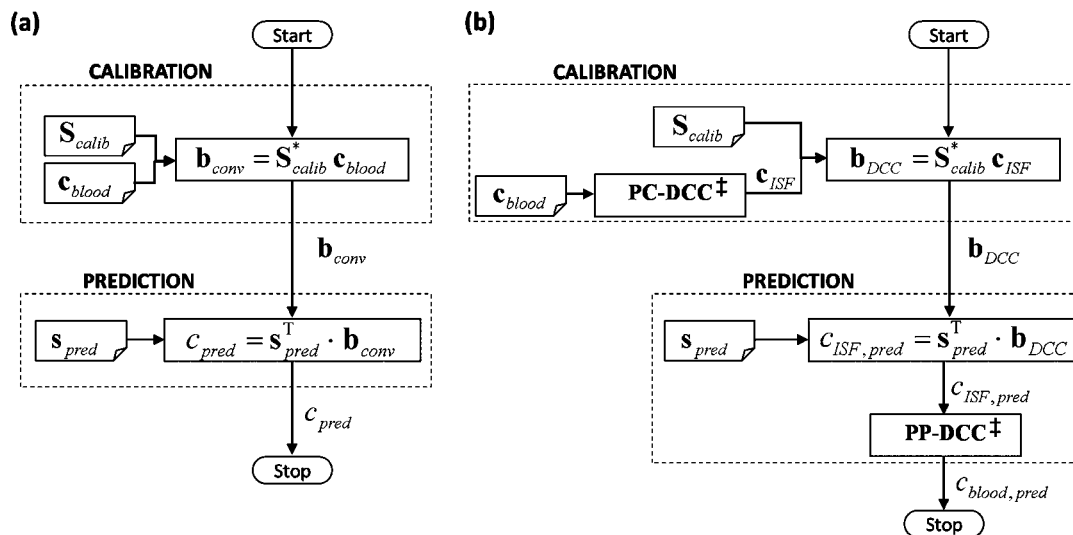 (a)
Start
CALIBRATION
S_calib
c_blood
b_conv = S*_calib c_blood
b_conv
PREDICTION
s_pred
c_pred = s^T_pred · b_conv
c_pred
Stop
(b)
Start
CALIBRATION
S_calib
c_blood
PC-DCC‡
c_ISF
b_DCC = S*_calib c_ISF
b_DCC
PREDICTION
s_pred
c_ISF,pred = s^T_pred · b_DCC
c_ISF,pred
PP-DCC‡
c_blood,pred
Stop